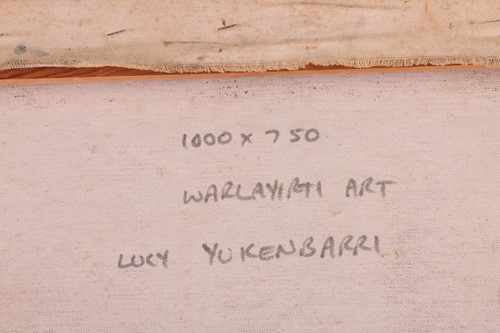 1000 x 750
WARLAYIRTI ART
LUCY YUKENBARRI